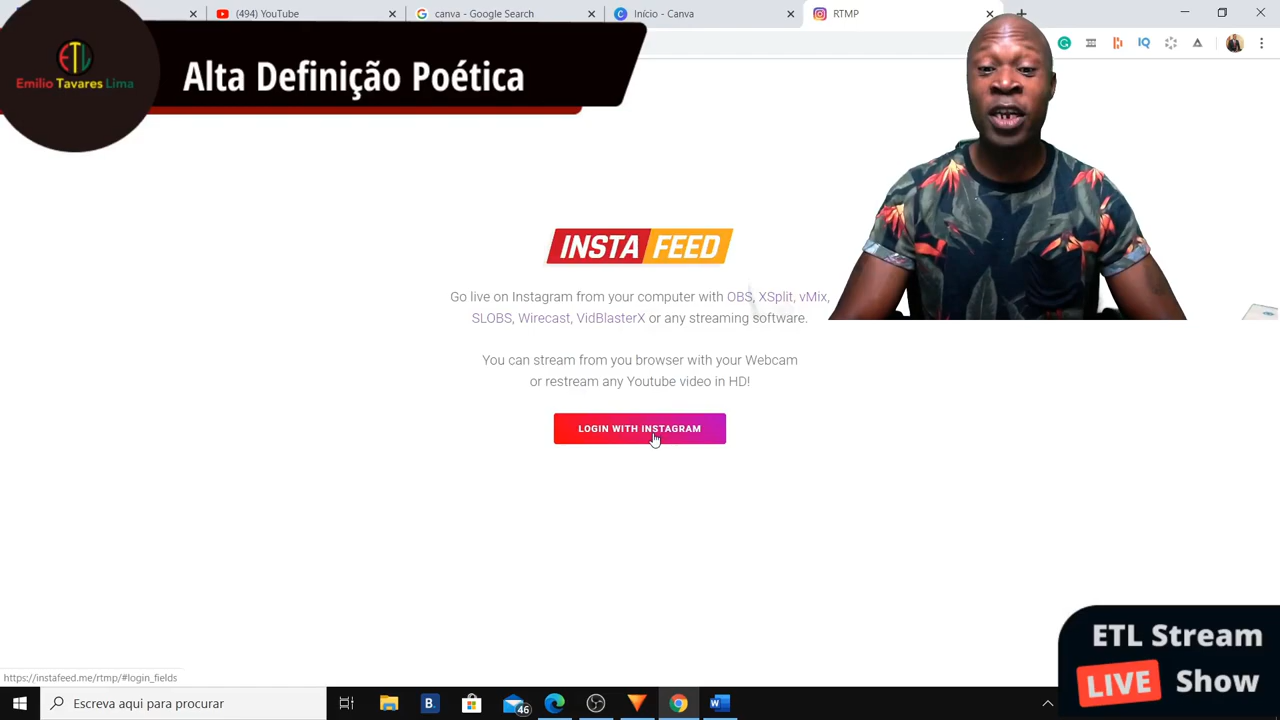 (494) YouTube
canva - Google Search
Início - Canva
RTMP
ETL
Emilio Tavares Lima
Alta Definição Poética
IQ
INSTA FEED
Go live on Instagram from your computer with OBS, XSplit, vMix,
SLOBS, Wirecast, VidBlasterX or any streaming software.
You can stream from you browser with your Webcam
or restream any Youtube video in HD!
LOGIN WITH INSTAGRAM
ETL Stream
LIVE Show
https://instafeed.me/rtmp/#login_fields
Escreva aqui para procurar
B.
46